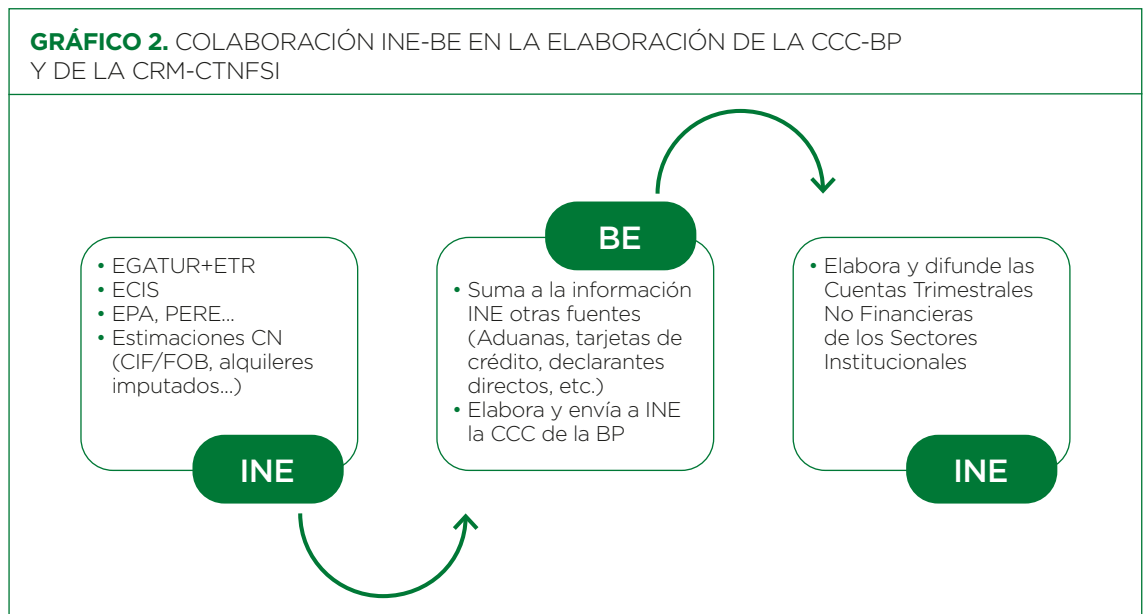 GRÁFICO 2. COLABORACIÓN INE-BE EN LA ELABORACIÓN DE LA CCC-BP
Y DE LA CRM-CTNFSI
• EGATUR+ETR
• ECIS
• EPA, PERE...
• Estimaciones CN
(CIF/FOB, alquileres
imputados...)
INE
BE
• Suma a la información
INE otras fuentes
(Aduanas, tarjetas de
crédito, declarantes
directos, etc.)
• Elabora y envía a INE
la CCC de la BP
• Elabora y difunde las
Cuentas Trimestrales
No Financieras
de los Sectores
Institucionales
INE